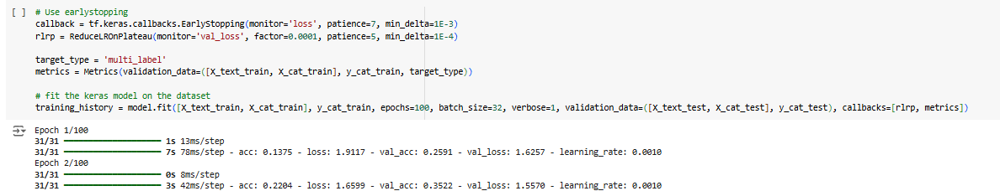 [ ] # Use earlystopping
callback = tf.keras.callbacks.EarlyStopping(monitor='loss', patience=7, min_delta=1E-3)
rlrp = ReduceLROnPlateau(monitor='val_loss', factor=0.0001, patience=5, min_delta=1E-4)
target_type = 'multi_label'
metrics = Metrics(validation_data=([X_text_train, X_cat_train], y_cat_train, target_type))
# fit the keras model on the dataset
training_history = model.fit([X_text_train, X_cat_train], y_cat_train, epochs=100, batch_size=32, verbose=1, validation_data=([X_text_test, X_cat_test], y_cat_test), callbacks=[rlrp, metrics])
Epoch 1/100
31/31 ━━━━━━━━━━━━━━━━━━━━ 1s 13ms/step
31/31 ━━━━━━━━━━━━━━━━━━━━ 7s 78ms/step - acc: 0.1375 - loss: 1.9117 - val_acc: 0.2591 - val_loss: 1.6257 - learning_rate: 0.0010
Epoch 2/100
31/31 ━━━━━━━━━━━━━━━━━━━━ 0s 8ms/step
31/31 ━━━━━━━━━━━━━━━━━━━━ 3s 42ms/step - acc: 0.2204 - loss: 1.6599 - val_acc: 0.3522 - val_loss: 1.5570 - learning_rate: 0.0010